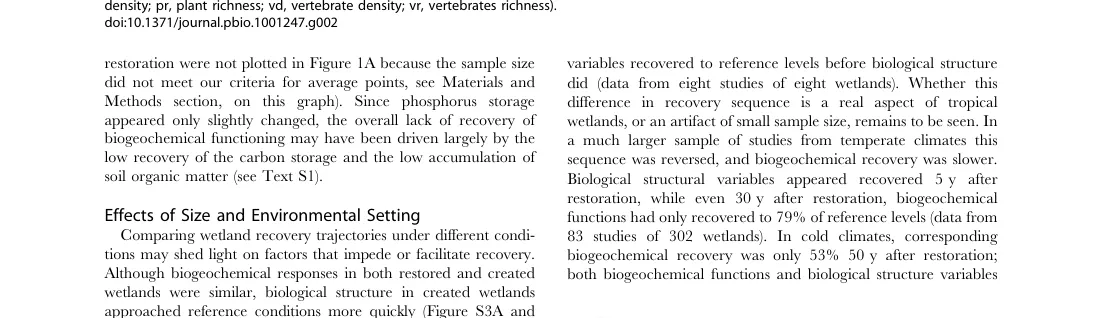 density; pr, plant richness; vd, vertebrate density; vr, vertebrates richness).
doi:10.1371/journal.pbio.1001247.g002
restoration were not plotted in Figure 1A because the sample size
did not meet our criteria for average points, see Materials and
Methods section, on this graph). Since phosphorus storage
appeared only slightly changed, the overall lack of recovery of
biogeochemical functioning may have been driven largely by the
low recovery of the carbon storage and the low accumulation of
soil organic matter (see Text S1).
Effects of Size and Environmental Setting
Comparing wetland recovery trajectories under different condi-
tions may shed light on factors that impede or facilitate recovery.
Although biogeochemical responses in both restored and created
wetlands were similar, biological structure in created wetlands
approached reference conditions more quickly (Figure S3A and
variables recovered to reference levels before biological structure
did (data from eight studies of eight wetlands). Whether this
difference in recovery sequence is a real aspect of tropical
wetlands, or an artifact of small sample size, remains to be seen. In
a much larger sample of studies from temperate climates this
sequence was reversed, and biogeochemical recovery was slower.
Biological structural variables appeared recovered 5 y after
restoration, while even 30 y after restoration, biogeochemical
functions had only recovered to 79% of reference levels (data from
83 studies of 302 wetlands). In cold climates, corresponding
biogeochemical recovery was only 53% 50 y after restoration;
both biogeochemical functions and biological structure variables